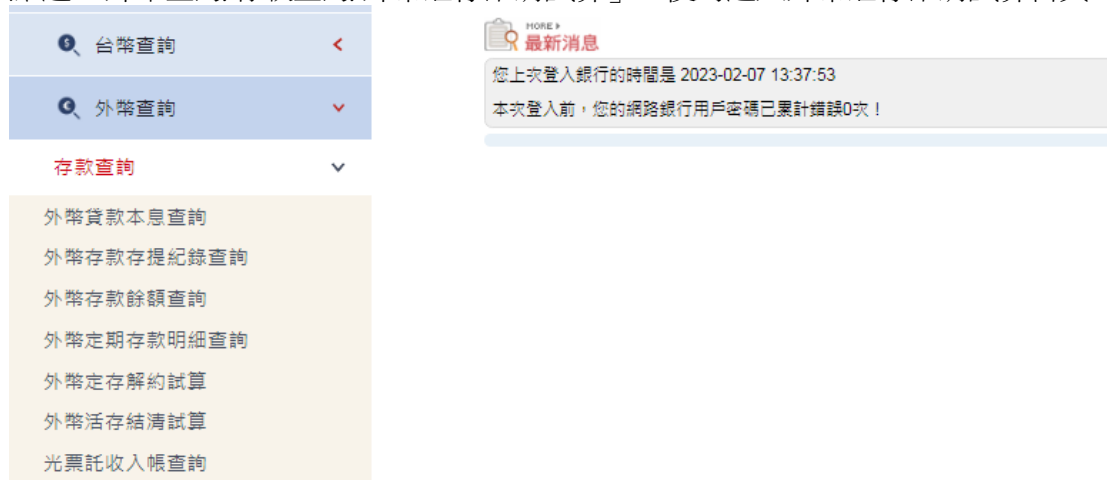 台幣查詢
外幣查詢
存款查詢
外幣貸款本息查詢
外幣存款存提紀錄查詢
外幣存款餘額查詢
外幣定期存款明細查詢
外幣定存解約試算
外幣活存結清試算
光票託收入帳查詢
MORE
最新消息
您上次登入銀行的時間是 2023-02-07 13:37:53
本次登入前，您的網路銀行用戶密碼已累計錯誤0次！